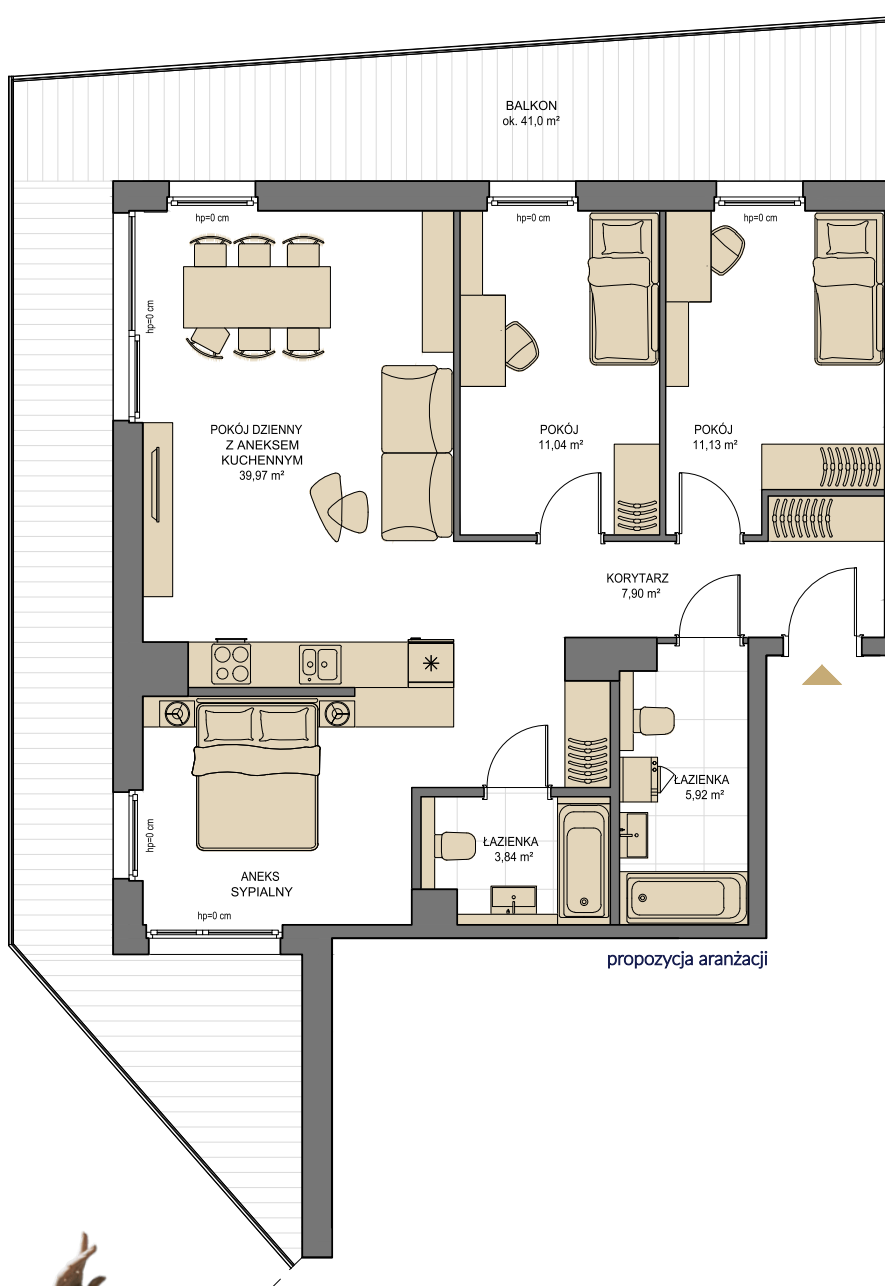 BALKON
ok. 41,0 m²
hp=0 cm
hp=0 cm
hp=0 cm
hp=0 cm
POKÓJ DZIENNY
Z ANEKSEM
KUCHENNYM
39,97 m²
POKÓJ
11,04 m²
POKÓJ
11,13 m²
KORYTARZ
7,90 m²
ŁAZIENKA
5,92 m²
hp=0 cm
ŁAZIENKA
3,84 m²
ANEKS
SYPIALNY
hp=0 cm
propozycja aranżacji